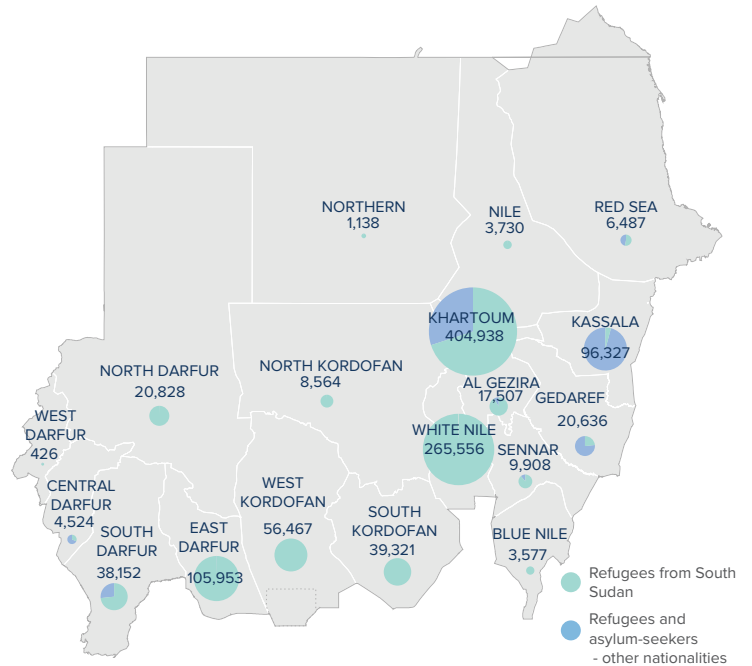 NORTHERN
1,138
NILE
3,730
RED SEA
6,487
KHARTOUM
404,938
KASSALA
96,327
NORTH DARFUR
20,828
NORTH KORDOFAN
8,564
AL GEZIRA
17,507
GEDAREF
20,636
WEST
DARFUR
426
WHITE NILE
265,556
SENNAR
9,908
CENTRAL
DARFUR
4,524
WEST
KORDOFAN
56,467
SOUTH
KORDOFAN
39,321
SOUTH
DARFUR
38,152
EAST
DARFUR
105,953
BLUE NILE
3,577
Refugees from South
Sudan
Refugees and
asylum-seekers
- other nationalities